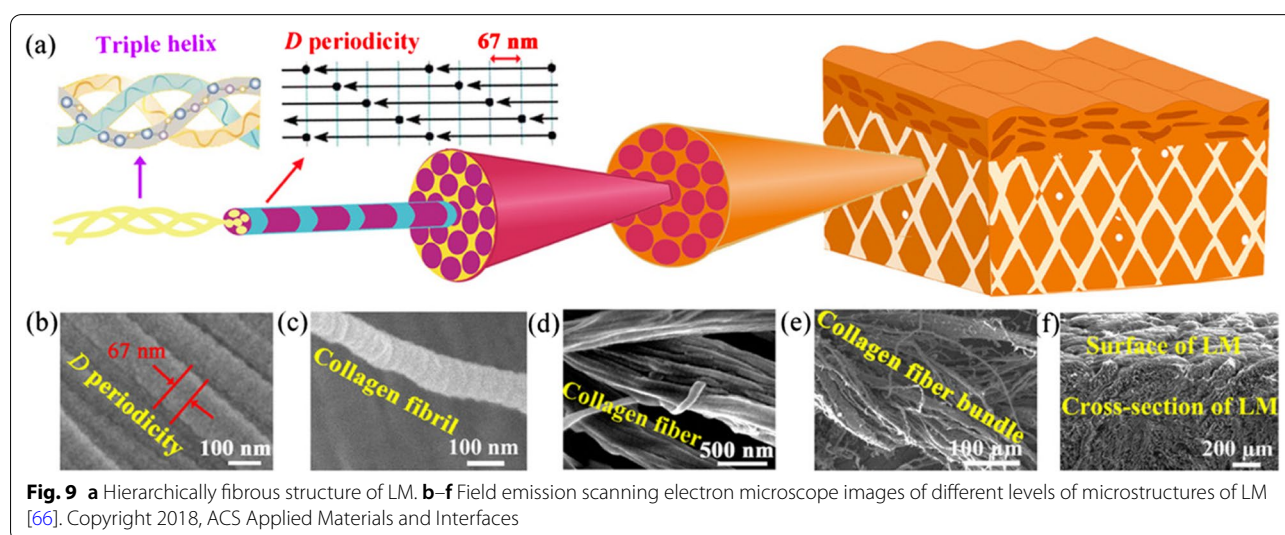 (a)
Triple helix
D periodicity
67 nm
(b)
67 nm
D periodicity
100 nm
(c)
Collagen fibril
100 nm
(d)
Collagen fiber
500 nm
(e)
Collagen fiber bundle
100 μm
(f)
Surface of LM
Cross-section of LM
200 μm
Fig. 9 a Hierarchically fibrous structure of LM. b–f Field emission scanning electron microscope images of different levels of microstructures of LM
[66]. Copyright 2018, ACS Applied Materials and Interfaces